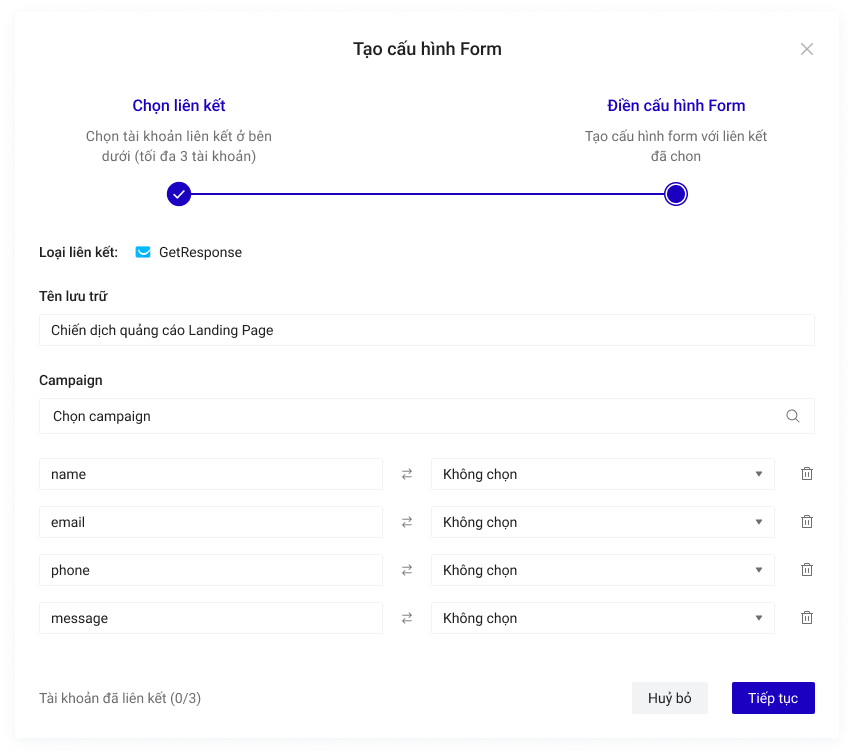 Tạo cấu hình Form
Chọn liên kết
Chọn tài khoản liên kết ở bên
dưới (tối đa 3 tài khoản)
Điền cấu hình Form
Tạo cấu hình form với liên kết
đã chon
Loại liên kết: GetResponse
Tên lưu trữ
Chiến dịch quảng cáo Landing Page
Campaign
Chọn campaign
name Không chọn
email Không chọn
phone Không chọn
message Không chọn
Tài khoản đã liên kết (0/3) Huỷ bỏ Tiếp tục